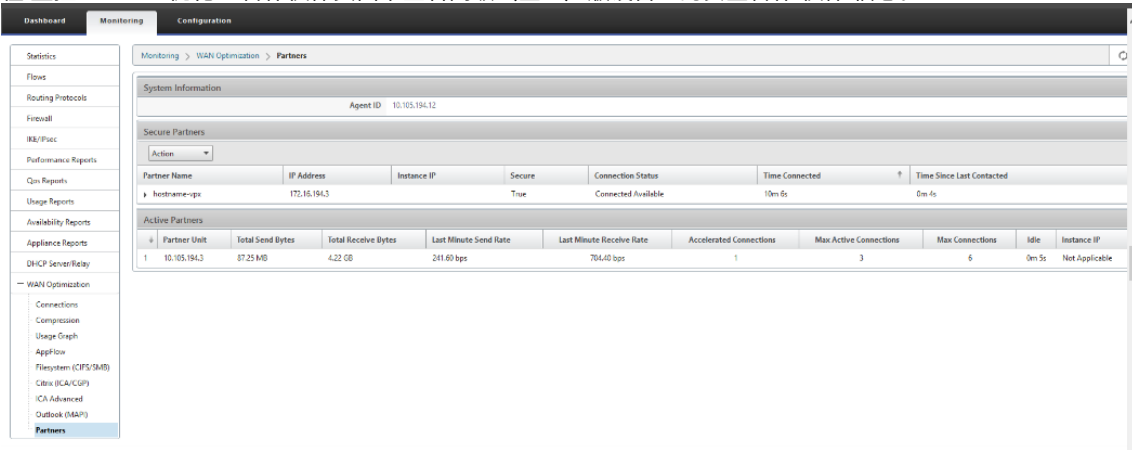 Dashboard Monitoring Configuration
Statistics
Flows
Routing Protocols
Firewall
IKE/IPsec
Performance Reports
Qos Reports
Usage Reports
Availability Reports
Appliance Reports
DHCP Server/Relay
WAN Optimization
Connections
Compression
Usage Graph
AppFlow
Filesystem (CIFS/SMB)
Citrix (ICA/CGP)
ICA Advanced
Outlook (MAPI)
Partners
Monitoring > WAN Optimization > Partners
System Information
Agent ID 10.105.194.12
Secure Partners
Action
Partner Name IP Address Instance IP Secure Connection Status Time Connected Time Since Last Contacted
hostname-vpx 172.16.194.3 True Connected Available 10m 6s 0m 4s
Active Partners
Partner Unit Total Send Bytes Total Receive Bytes Last Minute Send Rate Last Minute Receive Rate Accelerated Connections Max Active Connections Max Connections Idle Instance IP
1 10.105.194.3 87.25 MB 4.22 GB 241.60 bps 704.40 bps 1 3 6 0m 5s Not Applicable